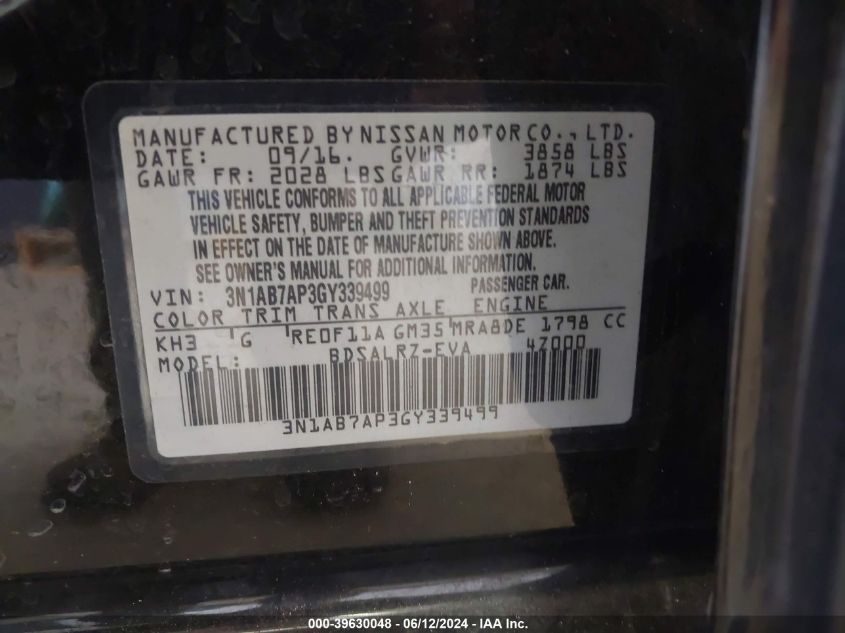 MANUFACTURED BY NISSAN MOTOR CO., LTD.
DATE: 09/16. GVWR: 3858 LBS
GAWR FR: 2028 LBS GAWR RR: 1874 LBS
THIS VEHICLE CONFORMS TO ALL APPLICABLE FEDERAL MOTOR
VEHICLE SAFETY, BUMPER AND THEFT PREVENTION STANDARDS
IN EFFECT ON THE DATE OF MANUFACTURE SHOWN ABOVE.
SEE OWNER'S MANUAL FOR ADDITIONAL INFORMATION.
VIN: 3N1AB7AP3GY339499 PASSENGER CAR.
COLOR TRIM TRANS AXLE ENGINE
KH3 G RE0F11A GM35 MRA8DE 1798 CC
MODEL: BDSALRZ-EVA 4Z000
3N1AB7AP3GY339499
000-39630048 - 06/12/2024 - IAA Inc.